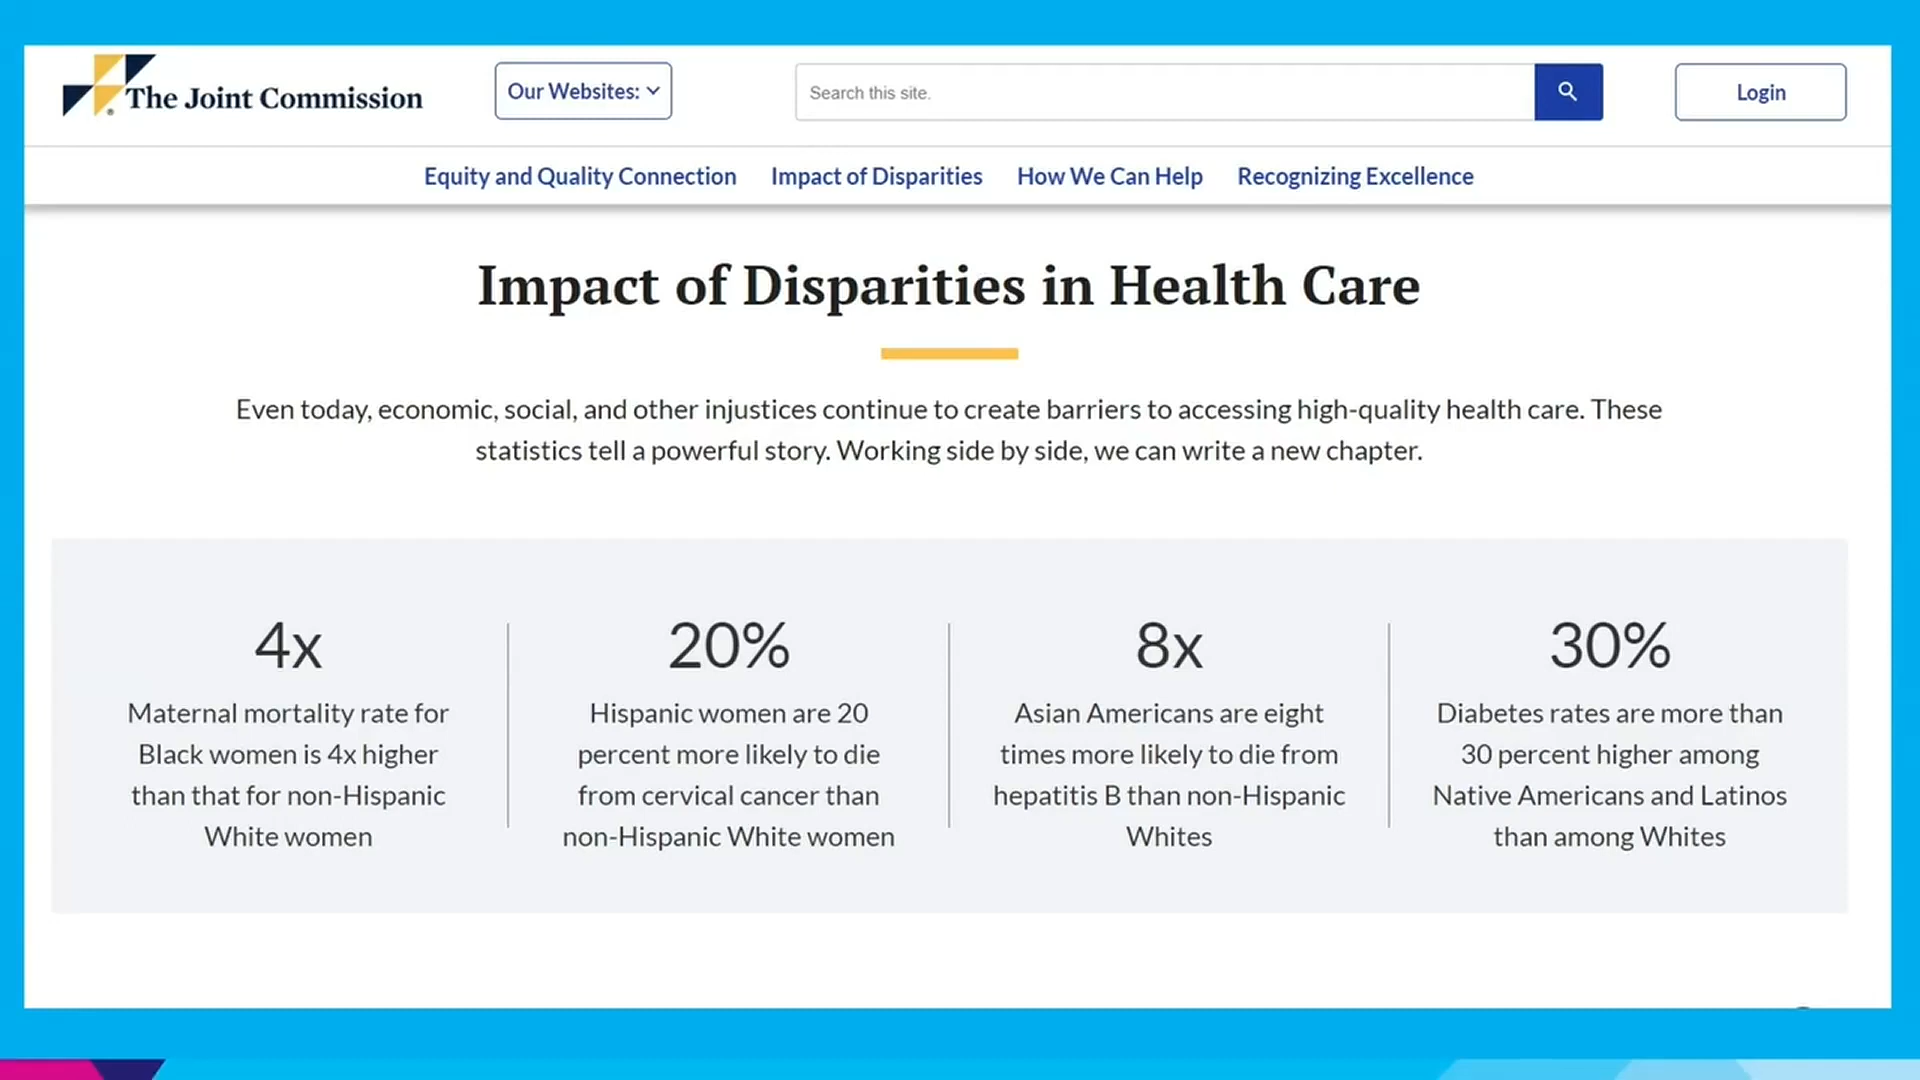 The Joint Commission
Our Websites:
Search this site.
Login
Equity and Quality Connection
Impact of Disparities
How We Can Help
Recognizing Excellence
Impact of Disparities in Health Care
Even today, economic, social, and other injustices continue to create barriers to accessing high-quality health care. These
statistics tell a powerful story. Working side by side, we can write a new chapter.
4x
Maternal mortality rate for
Black women is 4x higher
than that for non-Hispanic
White women
20%
Hispanic women are 20
percent more likely to die
from cervical cancer than
non-Hispanic White women
8x
Asian Americans are eight
times more likely to die from
hepatitis B than non-Hispanic
Whites
30%
Diabetes rates are more than
30 percent higher among
Native Americans and Latinos
than among Whites